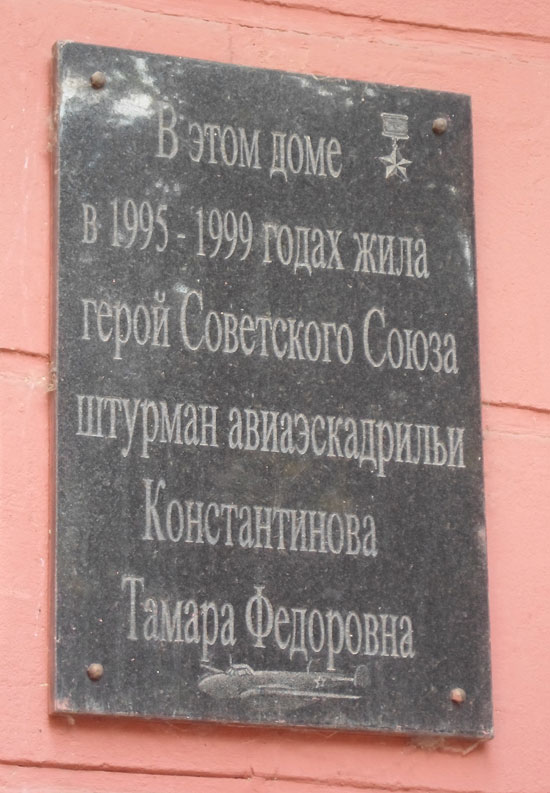 В этом доме
в 1995 - 1999 годах жила
герой Советского Союза
штурман авиаэскадрильи
Константинова
Тамара Федоровна